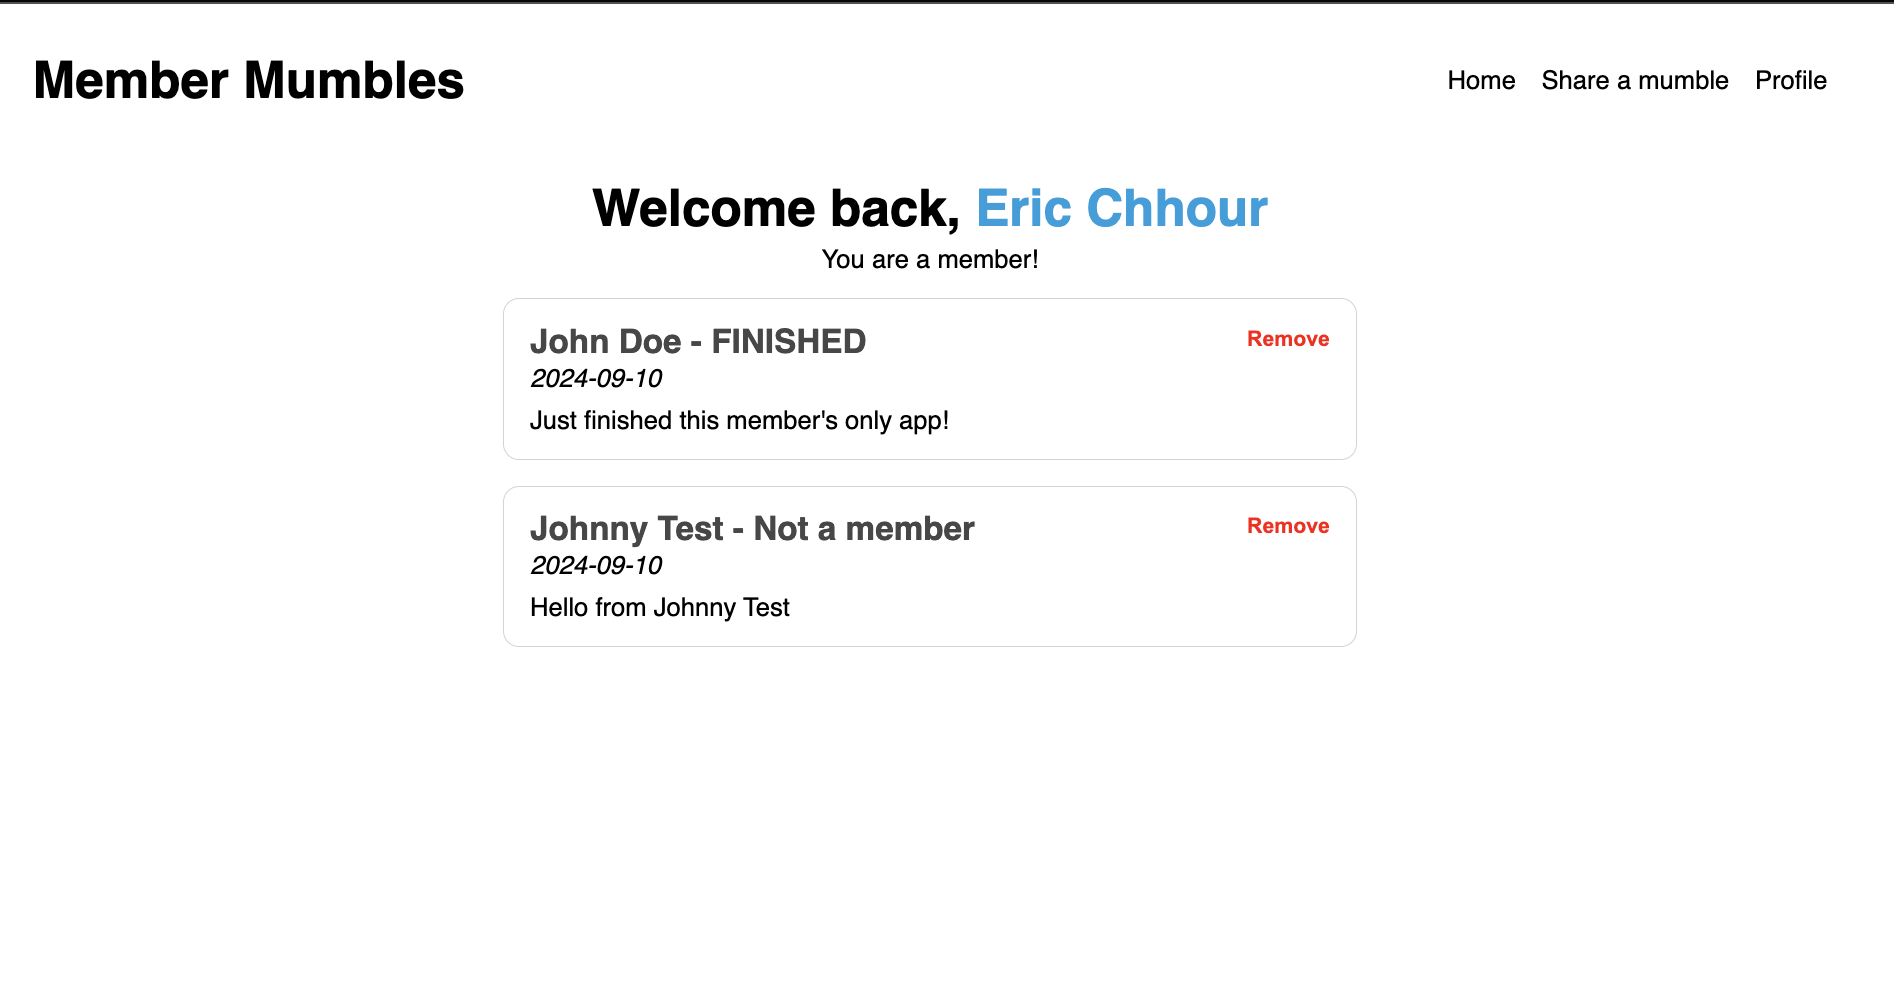 Member Mumbles
Home Share a mumble Profile
Welcome back, Eric Chhour
You are a member!
John Doe - FINISHED
Remove
2024-09-10
Just finished this member's only app!
Johnny Test - Not a member
Remove
2024-09-10
Hello from Johnny Test